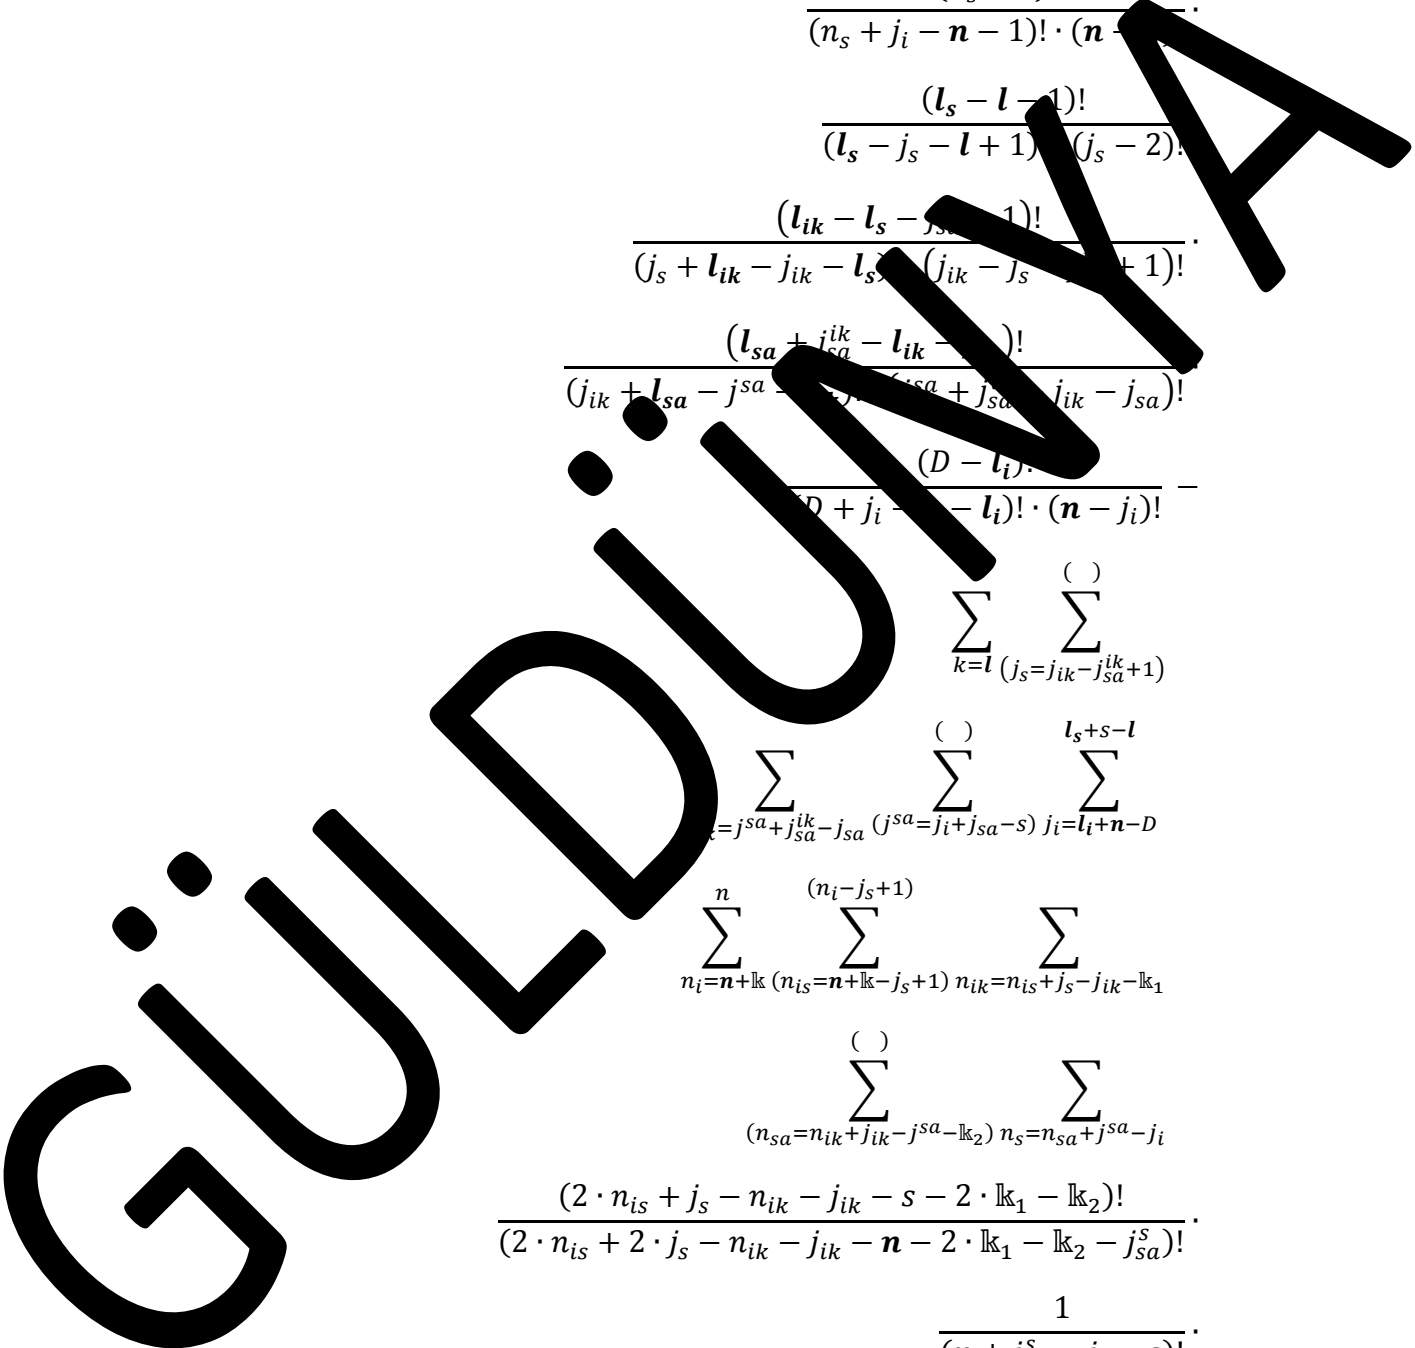 (n_s + j_i − n − 1)! · (n
(l_s − l − 1)!
(l_s − j_s − l + 1) (j_s − 2)!
(l_ik − l_s − 1)!
(j_s + l_ik − j_ik − l_s) (j_ik − j_s + 1)! ·
(l_sa + j_sa^ik − l_ik − )!
(j_ik + l_sa − j^sa + j_sa j_ik − j_sa)!
(D − l_i)!
D + j_i − l_i)! · (n − j_i)! −
( )
∑ ∑
k=l (j_s=j_ik−j_sa^ik+1)
( ) l_s+s−l
∑ ∑ ∑
=j^sa+j_sa^ik−j_sa (j^sa=j_i+j_sa−s) j_i=l_i+n−D
n (n_i−j_s+1)
∑ ∑ ∑
n_i=n+𝕜 (n_is=n+𝕜−j_s+1) n_ik=n_is+j_s−j_ik−𝕜_1
( )
∑ ∑
(n_sa=n_ik+j_ik−j^sa−𝕜_2) n_s=n_sa+j^sa−j_i
(2 · n_is + j_s − n_ik − j_ik − s − 2 · 𝕜_1 − 𝕜_2)!
(2 · n_is + 2 · j_s − n_ik − j_ik − n − 2 · 𝕜_1 − 𝕜_2 − j_sa^s)! ·
1
GÜLDÜNYA